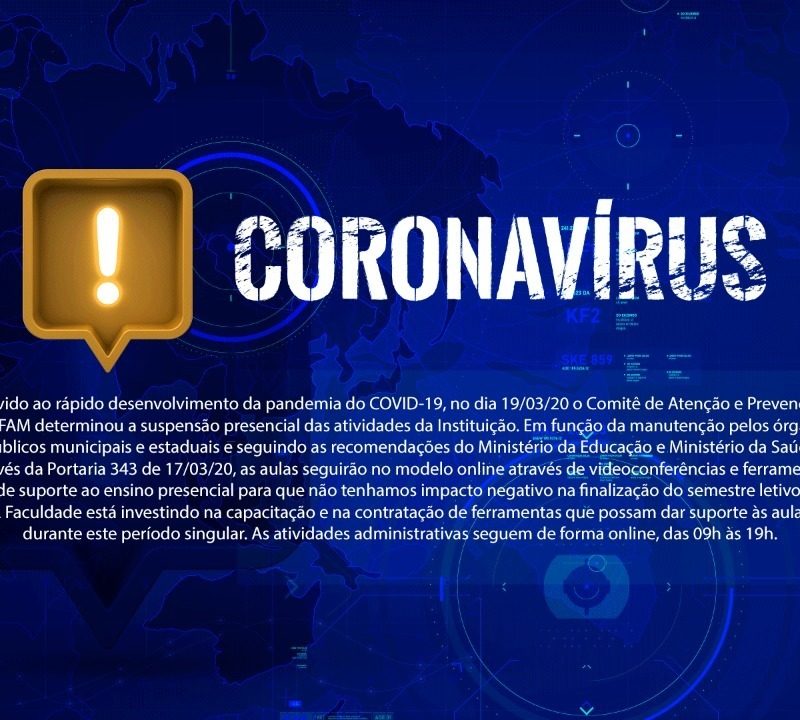 !
CORONAVÍRUS
KF2
SKE 859
vido ao rápido desenvolvimento da pandemia do COVID-19, no dia 19/03/20 o Comitê de Atenção e Preven
FAM determinou a suspensão presencial das atividades da Instituição. Em função da manutenção pelos órg
úblicos municipais e estaduais e seguindo as recomendações do Ministério da Educação e Ministério da Saú
vés da Portaria 343 de 17/03/20, as aulas seguirão no modelo online através de videoconferências e ferrame
de suporte ao ensino presencial para que não tenhamos impacto negativo na finalização do semestre letivo
Faculdade está investindo na capacitação e na contratação de ferramentas que possam dar suporte às aula
durante este período singular. As atividades administrativas seguem de forma online, das 09h às 19h.